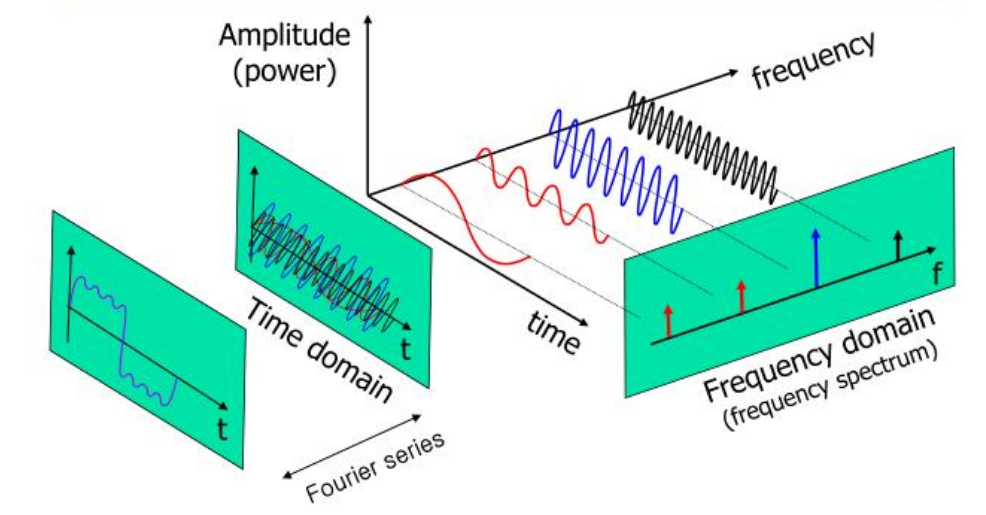 Amplitude
(power)
frequency
time
t
Time domain
t
Fourier series
f
Frequency domain
(frequency spectrum)